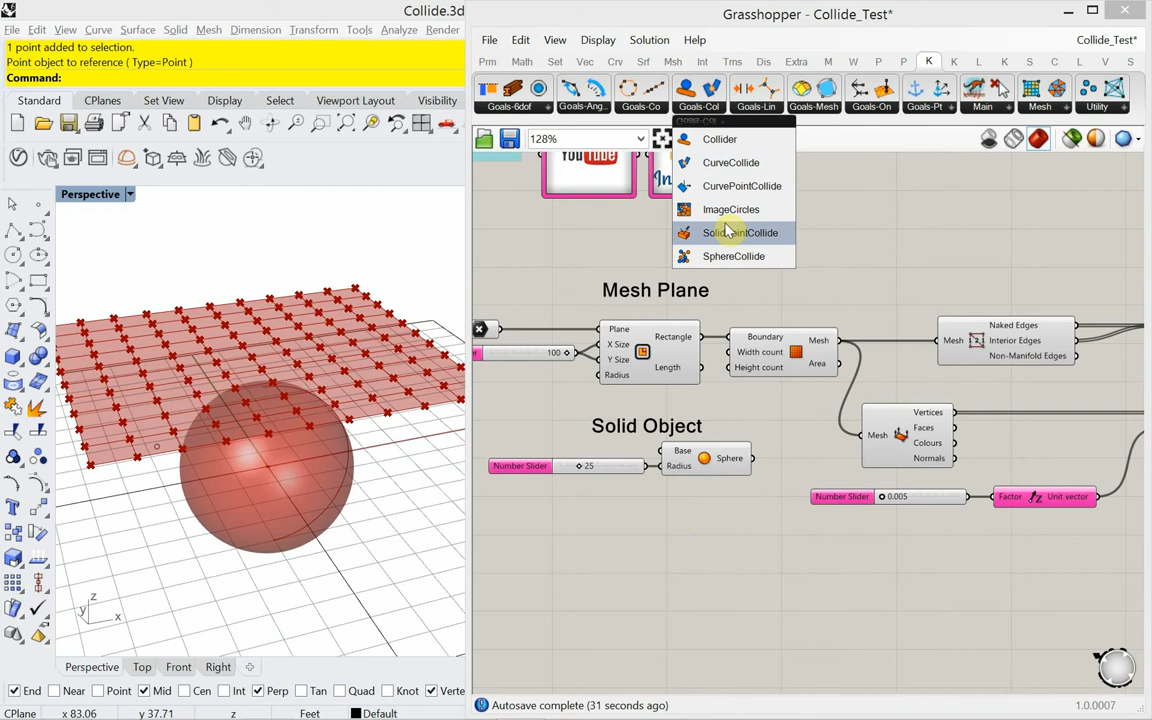 Collide.3d
File Edit View Curve Surface Solid Mesh Dimension Transform Tools Analyze Render
1 point added to selection.
Point object to reference ( Type=Point )
Command:
Standard CPlanes Set View Display Select Viewport Layout Visibility
Perspective
z
y
x
Perspective Top Front Right
End Near Point Mid Cen Int Perp Tan Quad Knot Verte
CPlane x 83.06 y 37.71 z Feet Default
Grasshopper - Collide_Test*
File Edit View Display Solution Help Collide_Test*
Prm Math Set Vec Crv Srf Msh Int Trns Dis Extra M W P P K K L K K S C L M V S
Goals-6dof Goals-Ang... Goals-Co Goals-Col Goals-Lin Goals-Mesh Goals-On Goals-Pt Main Mesh Utility
128%
Collider
CurveCollide
CurvePointCollide
ImageCircles
SolidPointCollide
SphereCollide
YouTube
In
Mesh Plane
100
Plane
X Size
Y Size
Radius
Rectangle
Length
Boundary
Width count
Height count
Mesh
Area
Mesh
Naked Edges
Interior Edges
Non-Manifold Edges
Mesh
Vertices
Faces
Colours
Normals
Solid Object
Number Slider 25
Base
Radius
Sphere
Number Slider 0.005
Factor Unit vector
Autosave complete (31 seconds ago)
1.0.0007